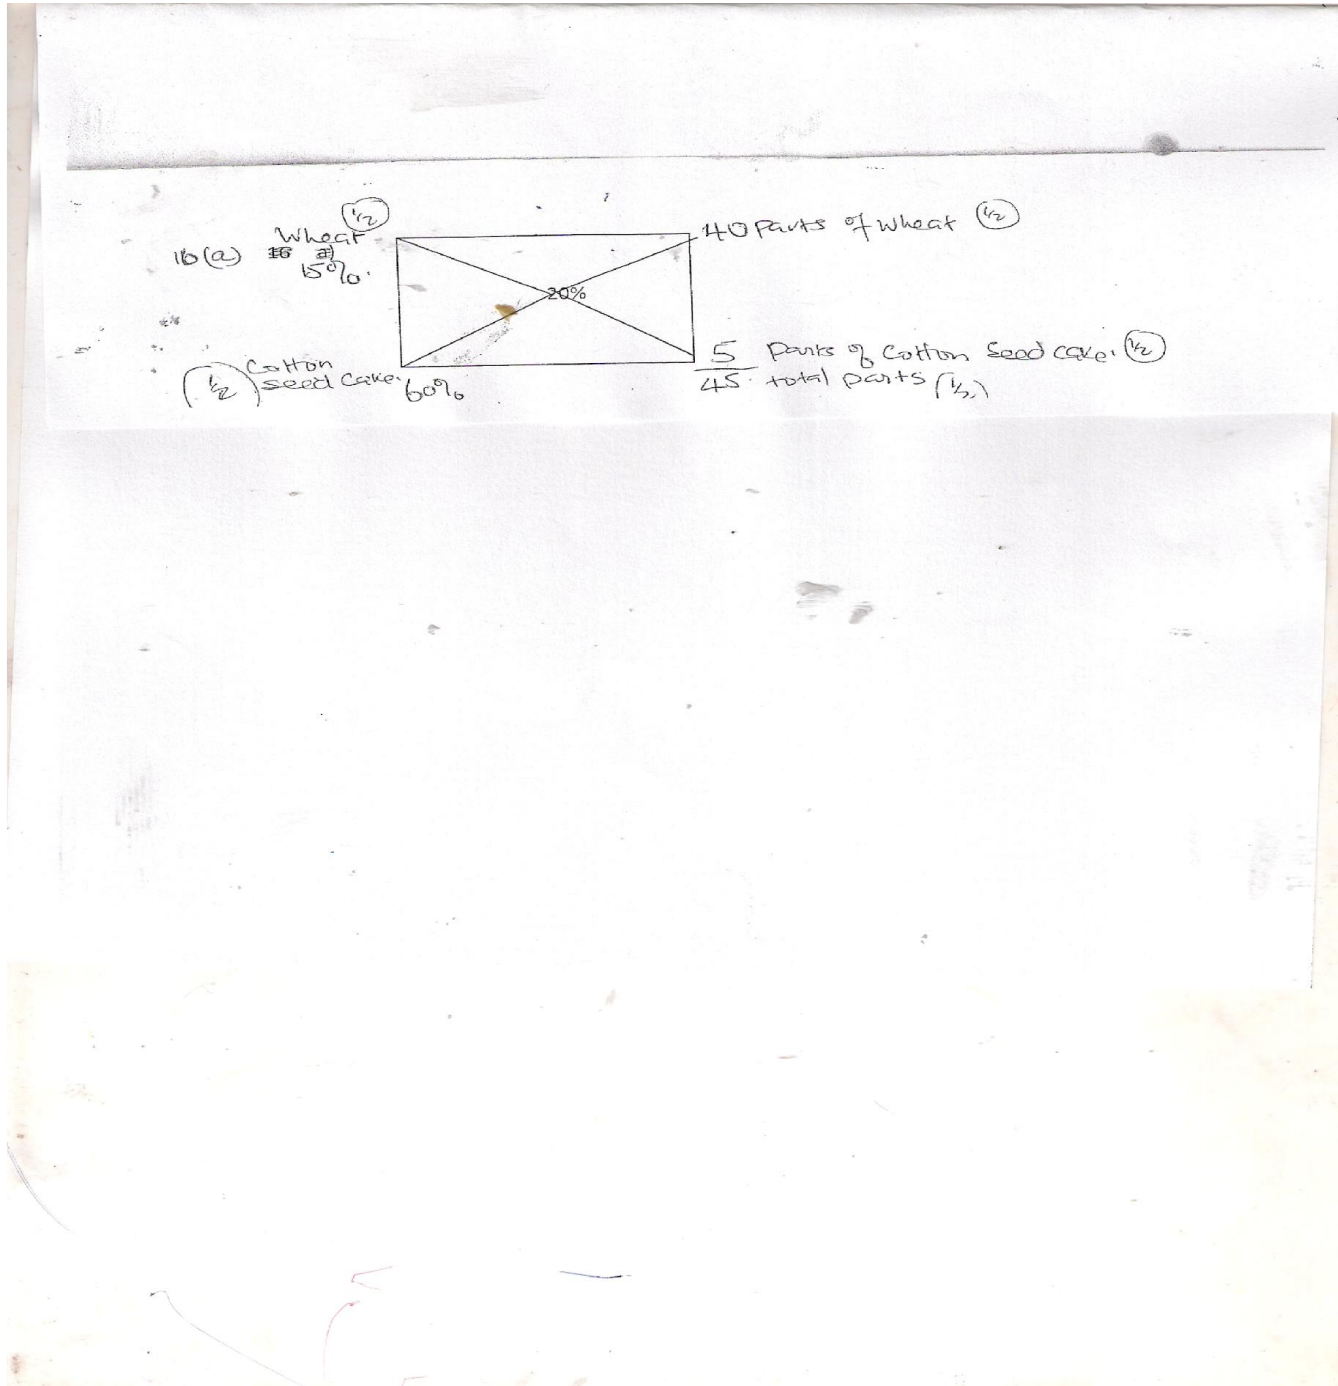 Wheat ½
16 (a)
15%.
40 Parts of Wheat ½
20%
Cotton
½ seed cake. 60%
5 Parts of Cotton Seed cake. ½
45. total parts (½)